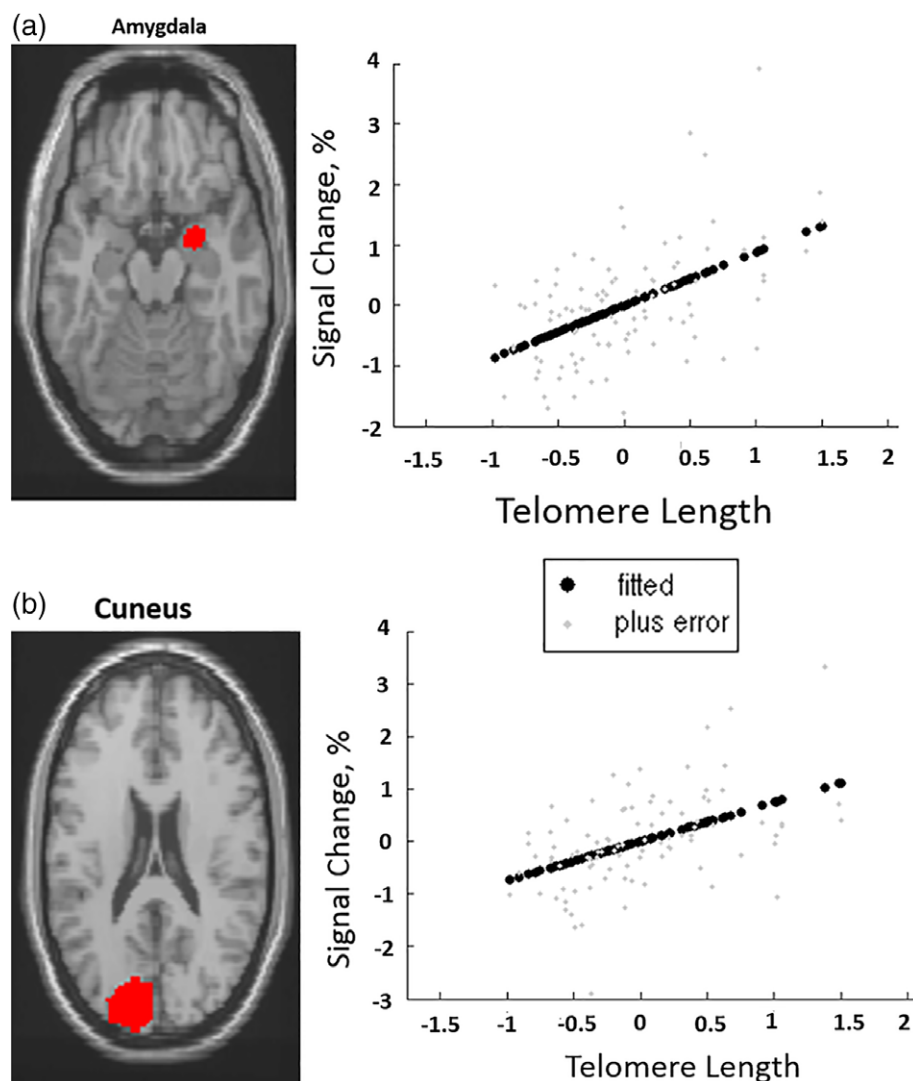 (a)
Amygdala
Signal Change, %
4
3
2
1
0
-1
-2
-1.5 -1 -0.5 0 0.5 1 1.5 2
Telomere Length
fitted
plus error
(b)
Cuneus
Signal Change, %
4
3
2
1
0
-1
-2
-3
-1.5 -1 -0.5 0 0.5 1 1.5 2
Telomere Length